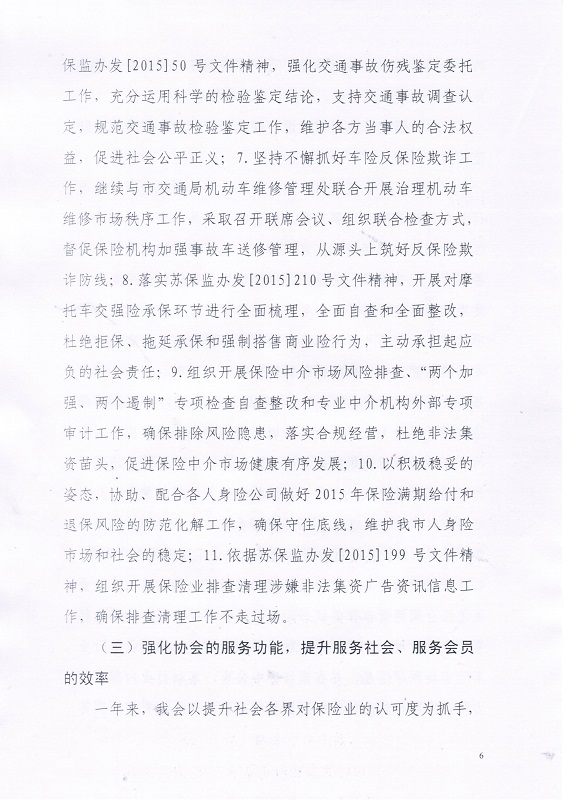 保监办发[2015]50 号文件精神，强化交通事故伤残鉴定委托
工作，充分运用科学的检验鉴定结论，支持交通事故调查认
定，规范交通事故检验鉴定工作，维护各方当事人的合法权
益，促进社会公平正义；7.坚持不懈抓好车险反保险欺诈工
作，继续与市交通局机动车维修管理处联合开展治理机动车
维修市场秩序工作，采取召开联席会议、组织联合检查方式，
督促保险机构加强事故车送修管理，从源头上筑好反保险欺
诈防线；8.落实苏保监办发[2015]210 号文件精神，开展对摩
托车交强险承保环节进行全面梳理，全面自查和全面整改，
杜绝拒保、拖延承保和强制搭售商业险行为，主动承担起应
负的社会责任；9.组织开展保险中介市场风险排查、“两个加
强、两个遏制”专项检查自查整改和专业中介机构外部专项
审计工作，确保排除风险隐患，落实合规经营，杜绝非法集
资苗头，促进保险中介市场健康有序发展；10.以积极稳妥的
姿态，协助、配合各人身险公司做好 2015 年保险满期给付和
退保风险的防范化解工作，确保守住底线，维护我市人身险
市场和社会的稳定；11.依据苏保监办发[2015]199 号文件精
神，组织开展保险业排查清理涉嫌非法集资广告资讯信息工
作，确保排查清理工作不走过场。
（三）强化协会的服务功能，提升服务社会、服务会员
的效率
一年来，我会以提升社会各界对保险业的认可度为抓手，
6